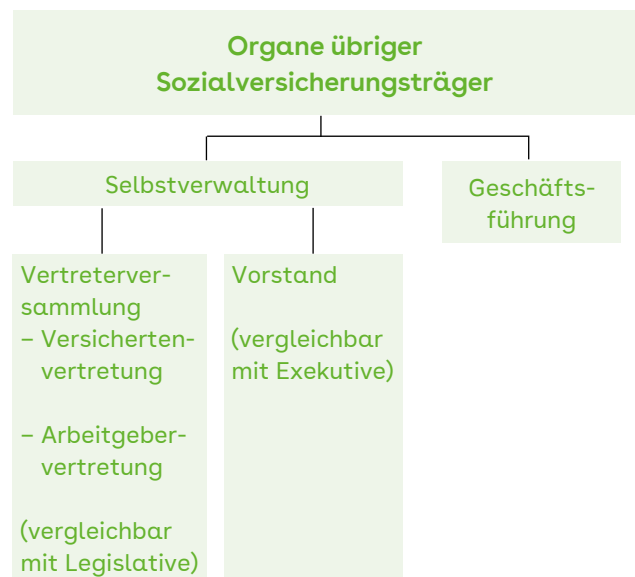 Organe übriger
Sozialversicherungsträger
Selbstverwaltung
Geschäfts-
führung
Vertreterver-
sammlung
– Versicherten-
vertretung
– Arbeitgeber-
vertretung
(vergleichbar
mit Legislative)
Vorstand
(vergleichbar
mit Exekutive)